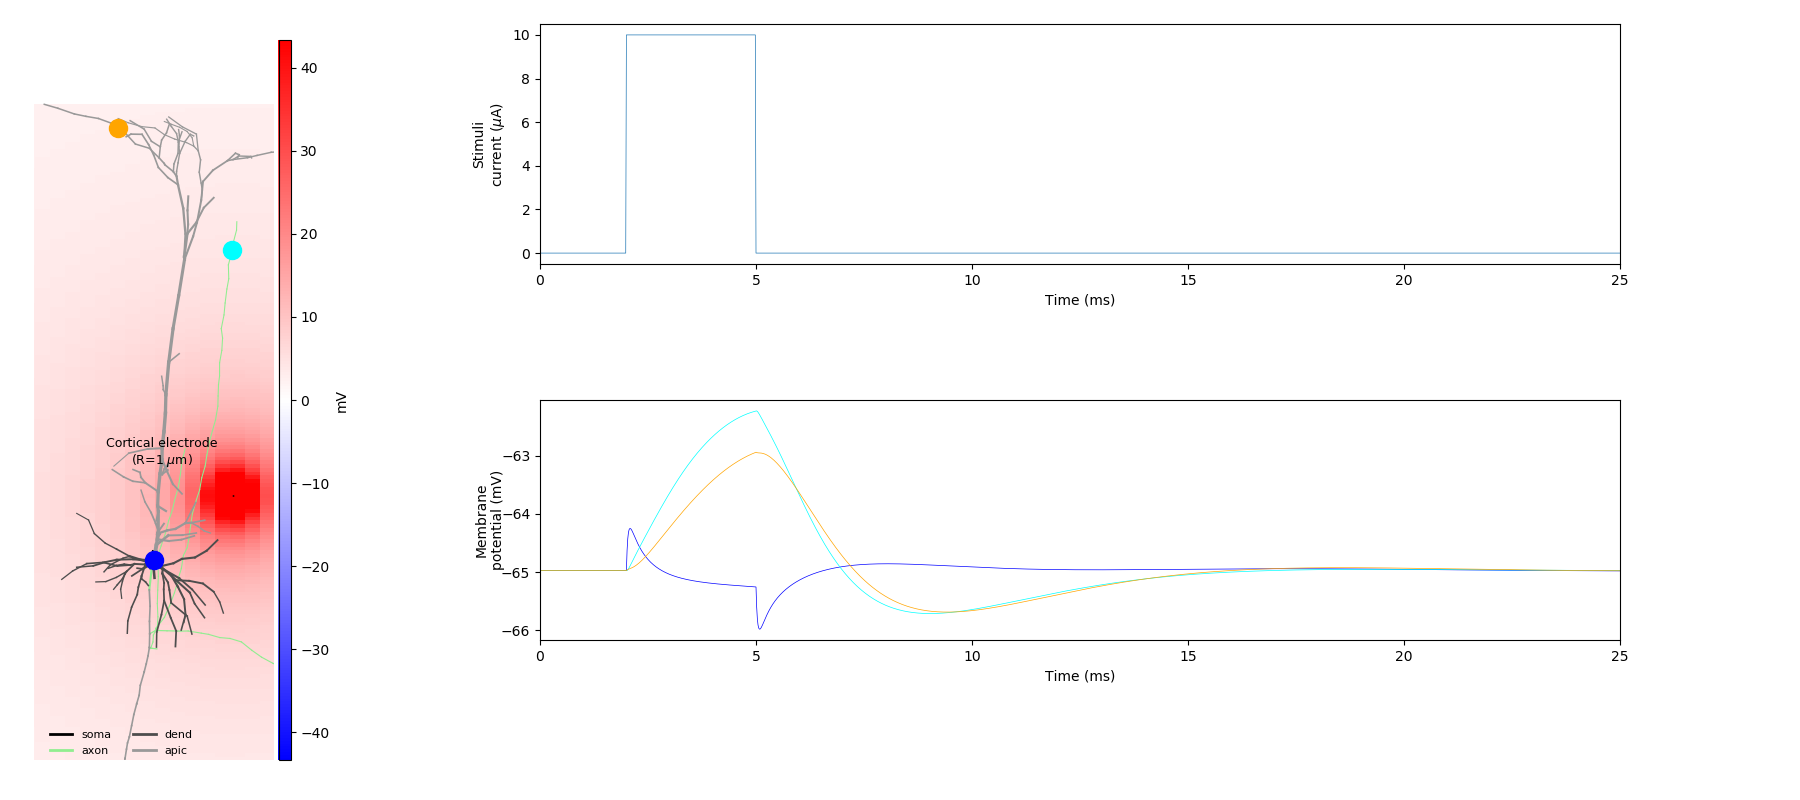 Cortical electrode
(R=1 μm)
soma
dend
axon
apic
40
30
20
10
0
−10
−20
−30
−40
mV
10
8
6
4
2
0
Stimuli
current (μA)
0 5 10 15 20 25
Time (ms)
−63
−64
−65
−66
Membrane
potential (mV)
0 5 10 15 20 25
Time (ms)